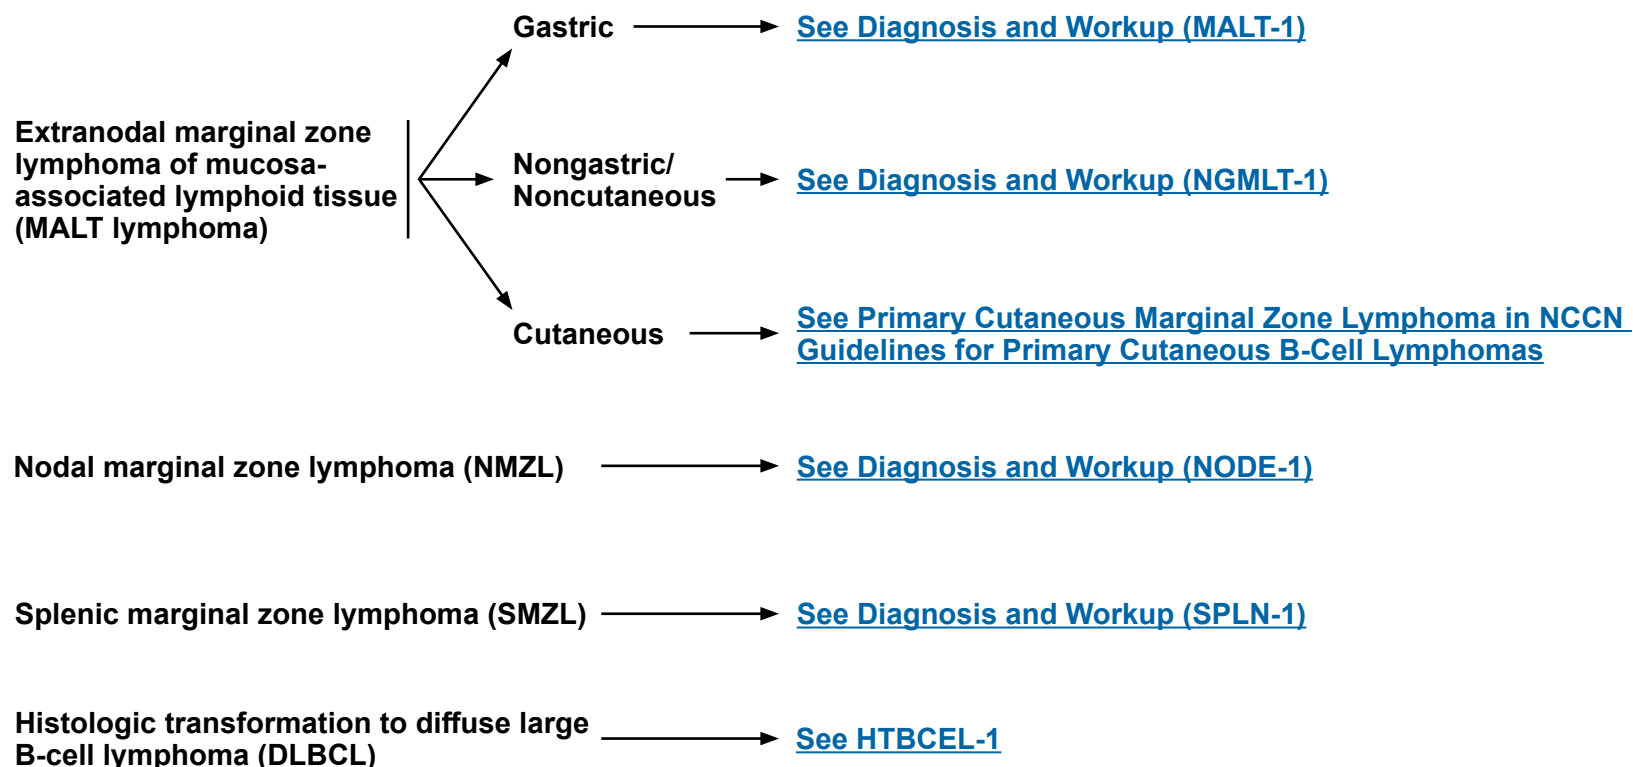 Gastric
See Diagnosis and Workup (MALT-1)
Extranodal marginal zone
lymphoma of mucosa-
associated lymphoid tissue
(MALT lymphoma)
Nongastric/
Noncutaneous
See Diagnosis and Workup (NGMLT-1)
Cutaneous
See Primary Cutaneous Marginal Zone Lymphoma in NCCN
Guidelines for Primary Cutaneous B-Cell Lymphomas
Nodal marginal zone lymphoma (NMZL)
See Diagnosis and Workup (NODE-1)
Splenic marginal zone lymphoma (SMZL)
See Diagnosis and Workup (SPLN-1)
Histologic transformation to diffuse large
B-cell lymphoma (DLBCL)
See HTBCEL-1